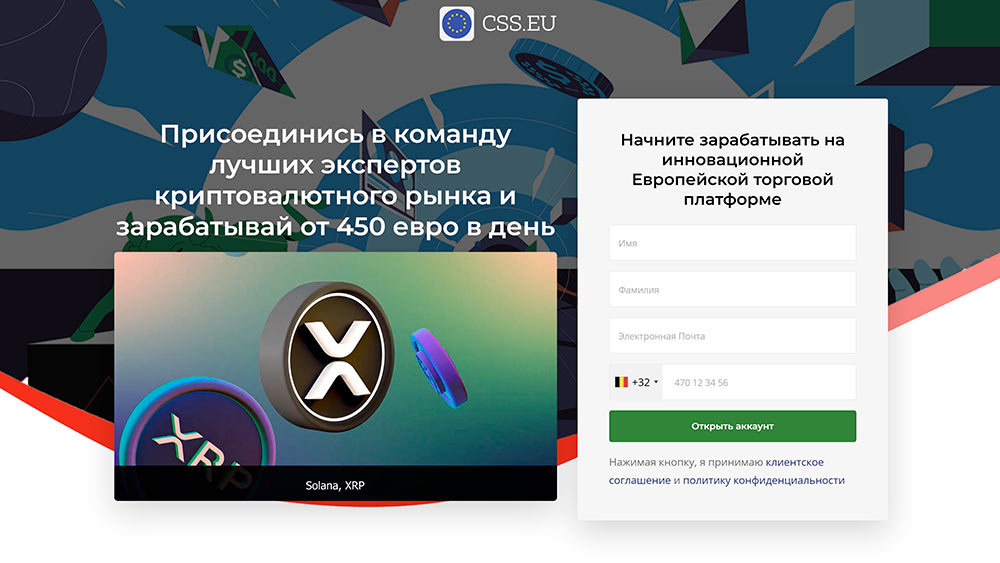 CSS.EU
Присоединись в команду
лучших экспертов
криптовалютного рынка и
зарабатывай от 450 евро в день
XRP
Solana, XRP
Начните зарабатывать на
инновационной
Европейской торговой
платформе
Имя
Фамилия
Электронная Почта
+32 470 12 34 56
Открыть аккаунт
Нажимая кнопку, я принимаю клиентское
соглашение и политику конфиденциальности